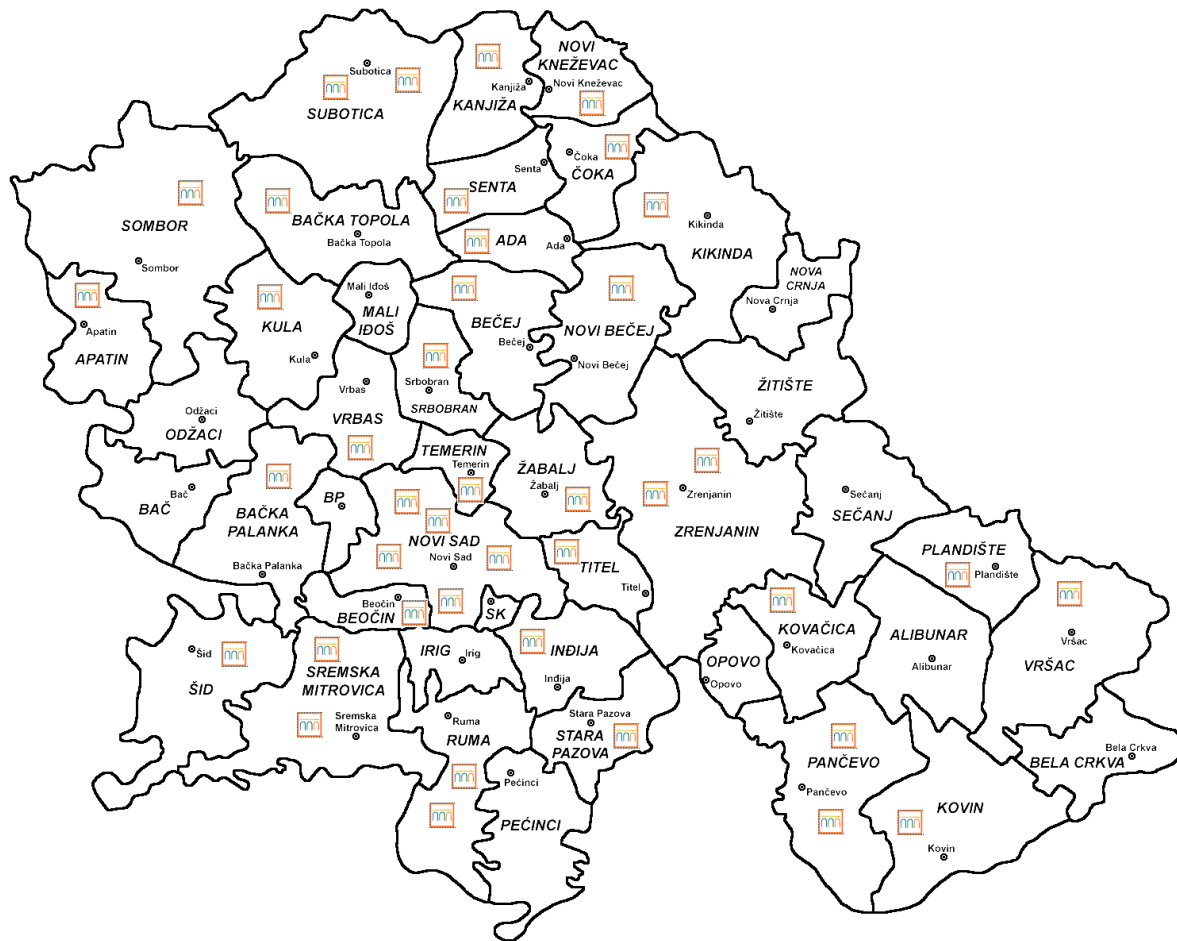 NOVI
KNEŽEVAC
Subotica
Kanjiža
Novi Kneževac
SUBOTICA
KANJIŽA
Čoka
Senta
ČOKA
SENTA
BAČKA TOPOLA
Bačka Topola
ADA
Ada
Kikinda
KIKINDA
SOMBOR
Sombor
NOVA
CRNJA
Nova Crnja
Mali Iđoš
MALI
IĐOŠ
KULA
Kula
BEČEJ
Bečej
NOVI BEČEJ
Novi Bečej
Apatin
APATIN
Vrbas
VRBAS
Srbobran
SRBOBRAN
ŽITIŠTE
Žitište
Odžaci
ODŽACI
TEMERIN
Temerin
ŽABALJ
Žabalj
Zrenjanin
ZRENJANIN
Sečanj
SEČANJ
Bač
BAČ
BAČKA
PALANKA
Bačka Palanka
BP
NOVI SAD
Novi Sad
TITEL
Titel
PLANDIŠTE
Plandište
Beočin
BEOČIN
SK
KOVAČICA
Kovačica
ALIBUNAR
Alibunar
Vršac
VRŠAC
OPOVO
Opovo
Šid
ŠID
SREMSKA
MITROVICA
Sremska
Mitrovica
IRIG
Irig
INĐIJA
Inđija
Ruma
RUMA
Stara Pazova
STARA
PAZOVA
Pećinci
PEĆINCI
PANČEVO
Pančevo
Bela Crkva
BELA CRKVA
KOVIN
Kovin